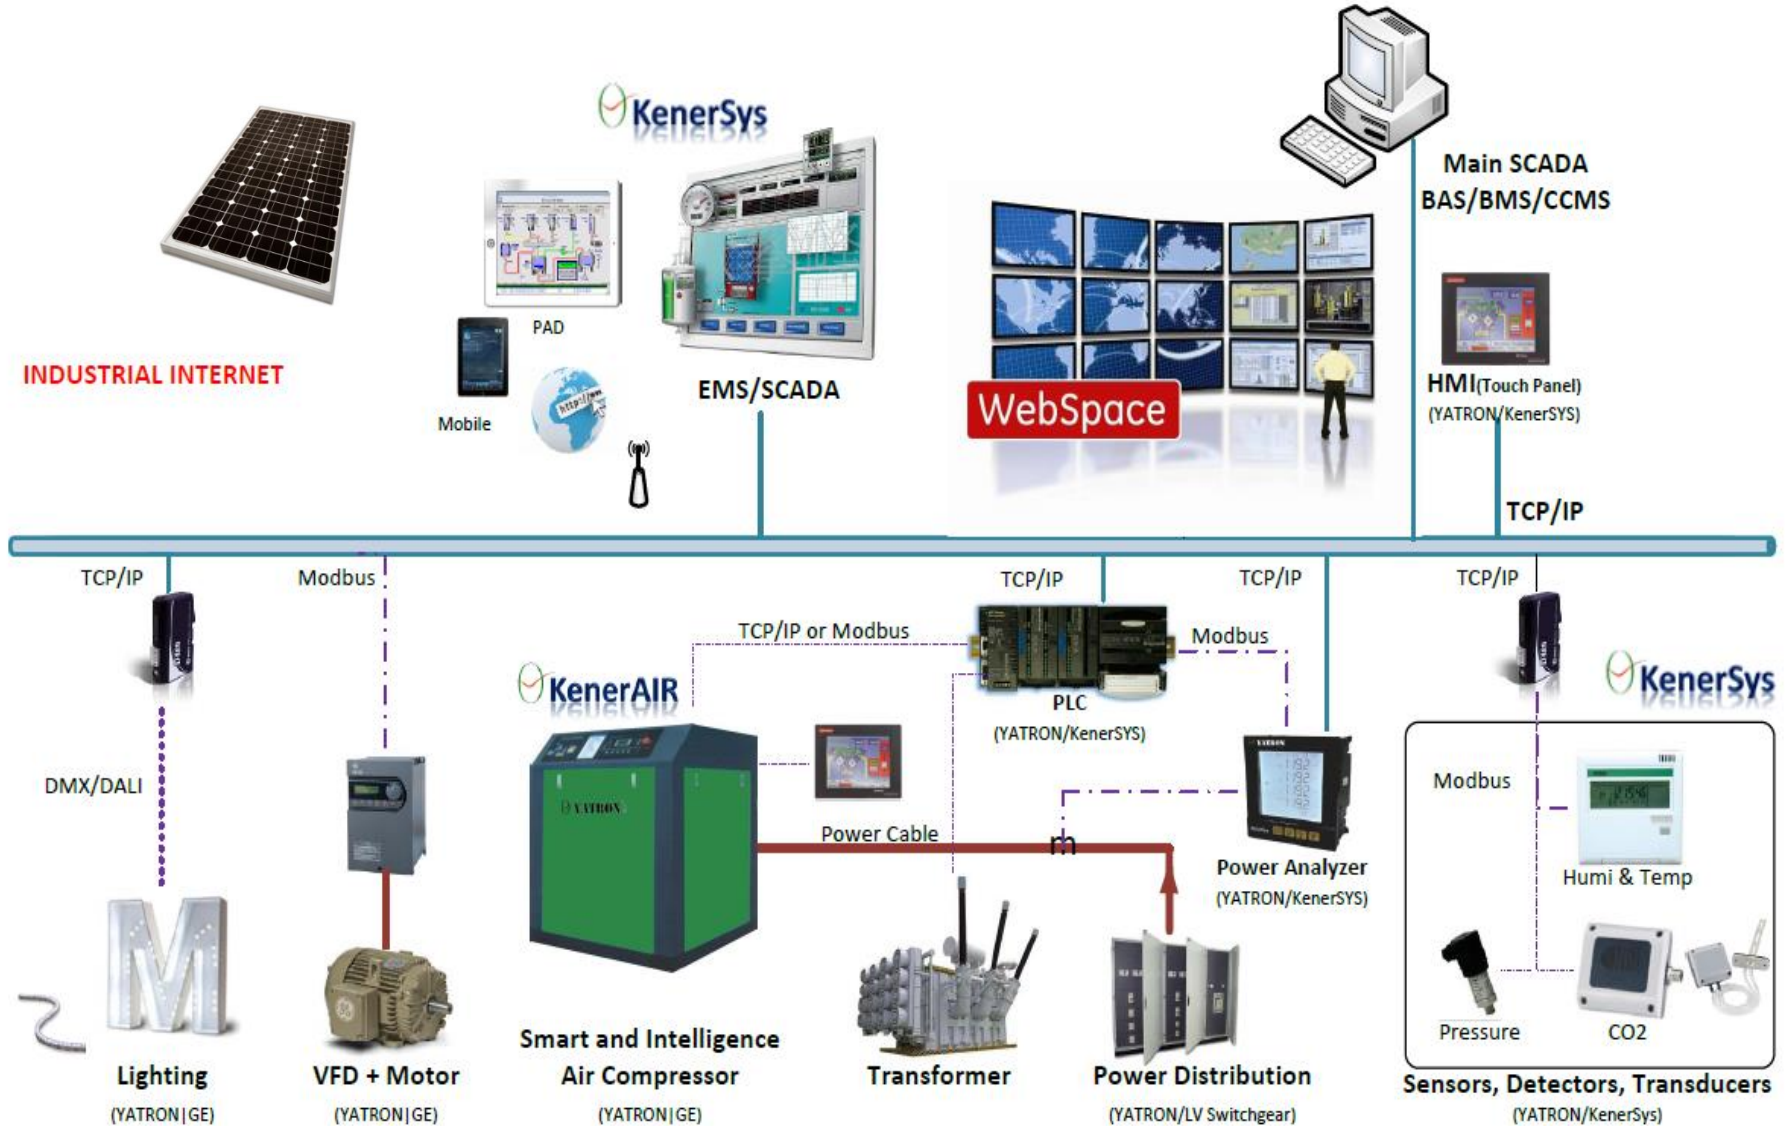 KenerSys
Main SCADA
BAS/BMS/CCMS
PAD
INDUSTRIAL INTERNET
EMS/SCADA
HMI(Touch Panel)
(YATRON/KenerSYS)
Mobile
http://ww
WebSpace
TCP/IP
TCP/IP
Modbus
TCP/IP
TCP/IP
TCP/IP
TCP/IP or Modbus
Modbus
KenerAIR
KenerSys
PLC
(YATRON/KenerSYS)
YATRON
DMX/DALI
Modbus
YATRON
Power Cable
Power Analyzer
(YATRON/KenerSYS)
Humi & Temp
Pressure
CO2
Smart and Intelligence
Air Compressor
(YATRON|GE)
Lighting
(YATRON|GE)
VFD + Motor
(YATRON|GE)
Transformer
Power Distribution
(YATRON/LV Switchgear)
Sensors, Detectors, Transducers
(YATRON/KenerSys)